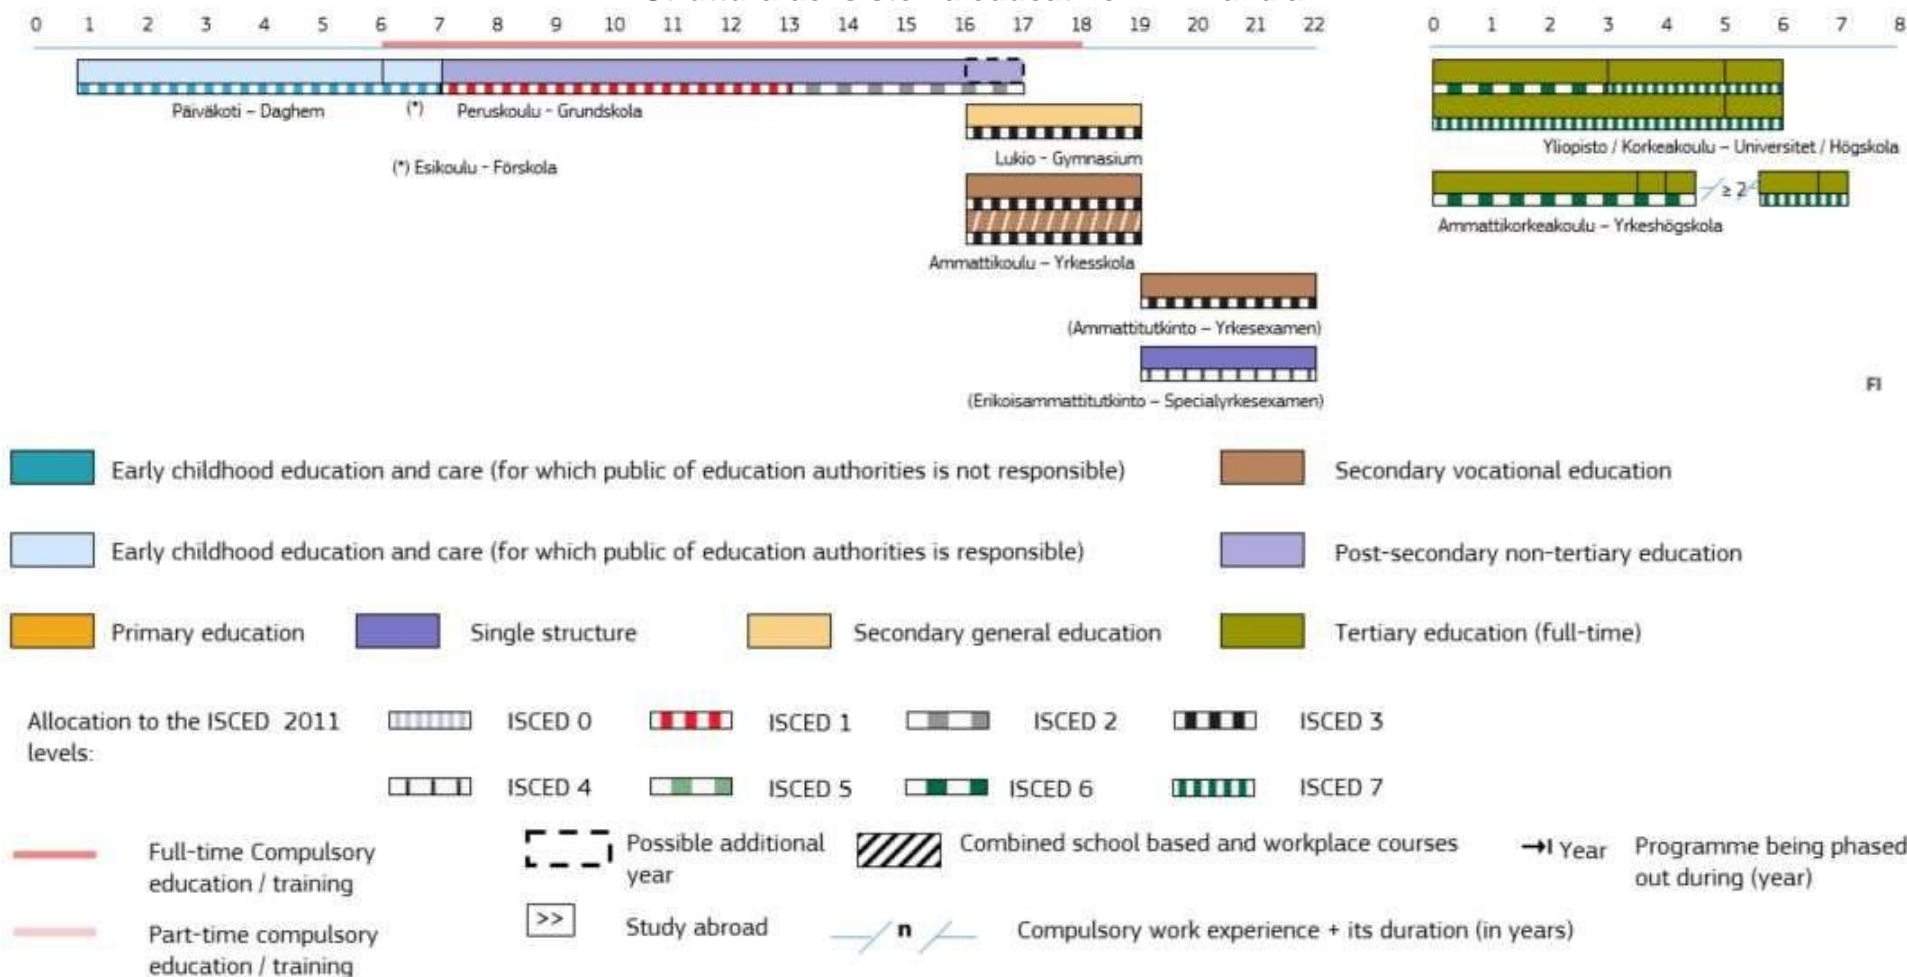 0 1 2 3 4 5 6 7 8 9 10 11 12 13 14 15 16 17 18 19 20 21 22
0 1 2 3 4 5 6 7 8
Päiväkoti – Daghem
(*)
Peruskoulu - Grundskola
(*) Esikoulu - Förskola
Lukio - Gymnasium
Ammattikoulu – Yrkesskola
(Ammattitutkinto – Yrkesexamen)
(Erikoisammattitutkinto – Specialyrkesexamen)
Yliopisto / Korkeakoulu – Universitet / Högskola
≥ 2
Ammattikorkeakoulu – Yrkeshögskola
FI
Early childhood education and care (for which public of education authorities is not responsible)
Secondary vocational education
Early childhood education and care (for which public of education authorities is responsible)
Post-secondary non-tertiary education
Primary education
Single structure
Secondary general education
Tertiary education (full-time)
Allocation to the ISCED 2011
levels:
ISCED 0
ISCED 1
ISCED 2
ISCED 3
ISCED 4
ISCED 5
ISCED 6
ISCED 7
Full-time Compulsory
education / training
Possible additional
year
Combined school based and workplace courses
Year
Programme being phased
out during (year)
Part-time compulsory
education / training
>>
Study abroad
n
Compulsory work experience + its duration (in years)